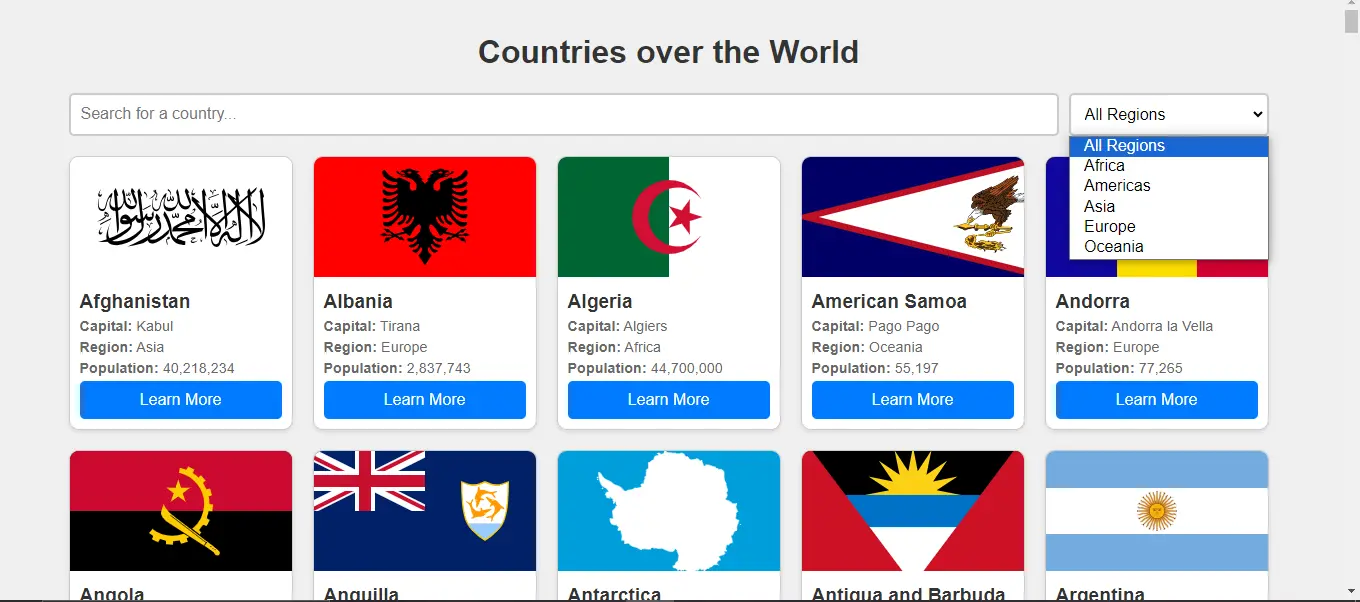 Countries over the World
Search for a country...
All Regions
All Regions
Africa
Americas
Asia
Europe
Oceania
لا إله إلا الله محمد رسول الله
Afghanistan
Capital: Kabul
Region: Asia
Population: 40,218,234
Learn More
Albania
Capital: Tirana
Region: Europe
Population: 2,837,743
Learn More
Algeria
Capital: Algiers
Region: Africa
Population: 44,700,000
Learn More
American Samoa
Capital: Pago Pago
Region: Oceania
Population: 55,197
Learn More
Andorra
Capital: Andorra la Vella
Region: Europe
Population: 77,265
Learn More
Angola
Anguilla
Antarctica
Antigua and Barbuda
Argentina